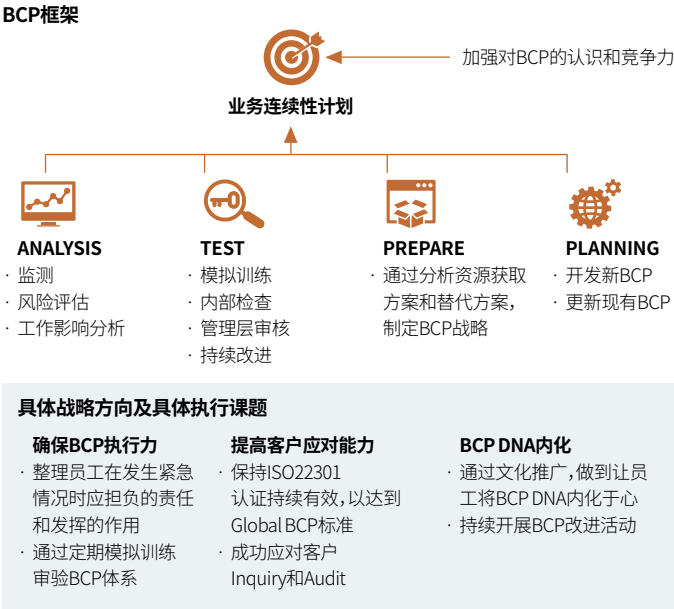 BCP框架
加强对BCP的认识和竞争力
业务连续性计划
ANALYSIS
· 监测
· 风险评估
· 工作影响分析
TEST
· 模拟训练
· 内部检查
· 管理层审核
· 持续改进
PREPARE
· 通过分析资源获取
方案和替代方案，
制定BCP战略
PLANNING
· 开发新BCP
· 更新现有BCP
具体战略方向及具体执行课题
确保BCP执行力
· 整理员工在发生紧急
情况时应担负的责任
和发挥的作用
· 通过定期模拟训练
审验BCP体系
提高客户应对能力
· 保持ISO22301
认证持续有效，以达到
Global BCP标准
· 成功应对客户
Inquiry和Audit
BCP DNA内化
· 通过文化推广，做到让员
工将BCP DNA内化于心
· 持续开展BCP改进活动